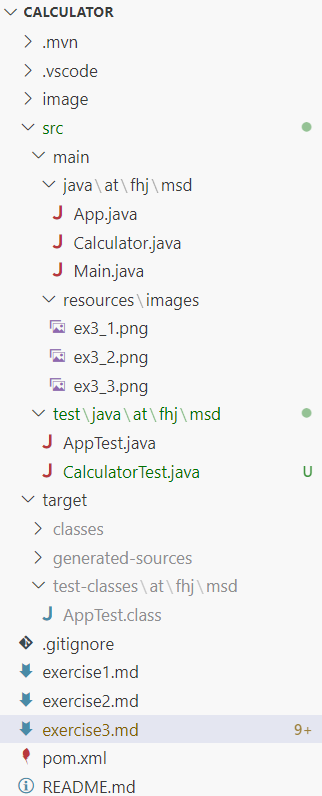 CALCULATOR
.mvn
.vscode
image
src
main
java\at\fhj\msd
App.java
Calculator.java
Main.java
resources\images
ex3_1.png
ex3_2.png
ex3_3.png
test\java\at\fhj\msd
AppTest.java
CalculatorTest.java U
target
classes
generated-sources
test-classes\at\fhj\msd
AppTest.class
.gitignore
exercise1.md
exercise2.md
exercise3.md 9+
pom.xml
README.md